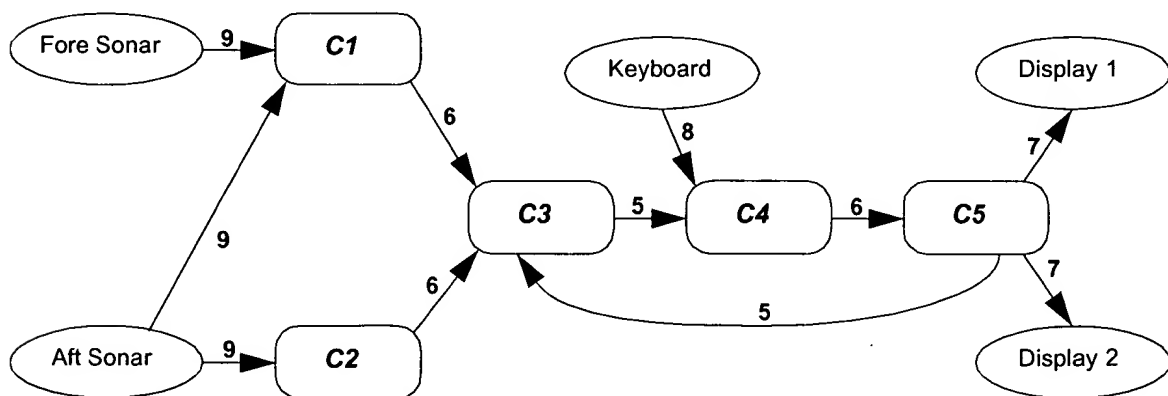 Fore Sonar
9
C1
Keyboard
Display 1
6
8
7
C3
5
C4
6
C5
9
6
7
5
Aft Sonar
9
C2
Display 2